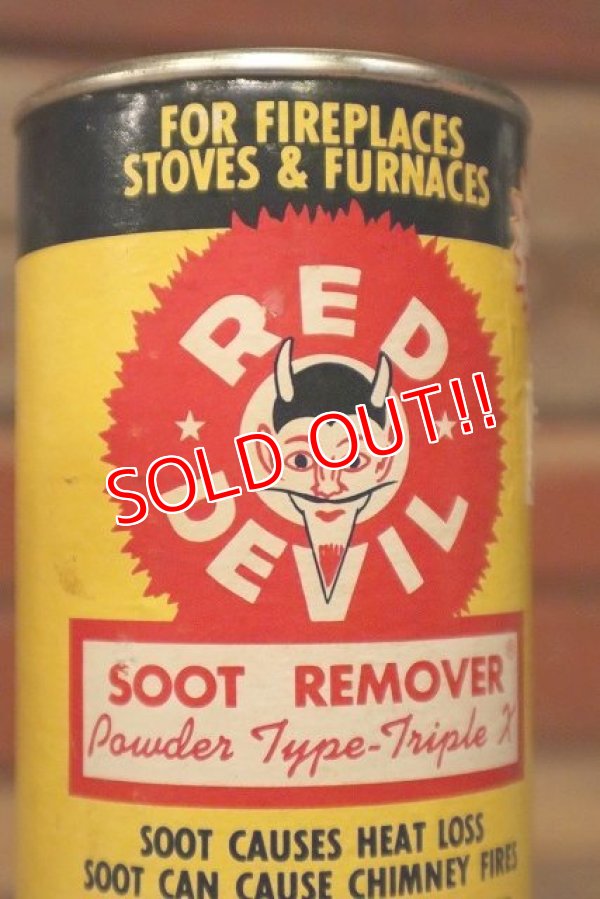 FOR FIREPLACES
STOVES & FURNACES
RED
SOLD OUT!!
DEVIL
SOOT REMOVER®
Powder Type-Triple X
SOOT CAUSES HEAT LOSS
SOOT CAN CAUSE CHIMNEY FIRES